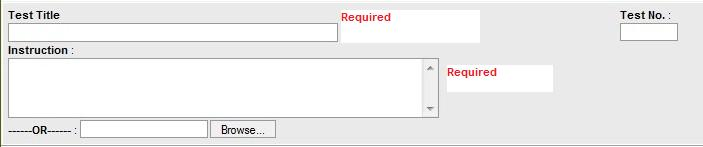 Test Title Required Test No. :
Instruction :
Required
------OR------ : Browse...